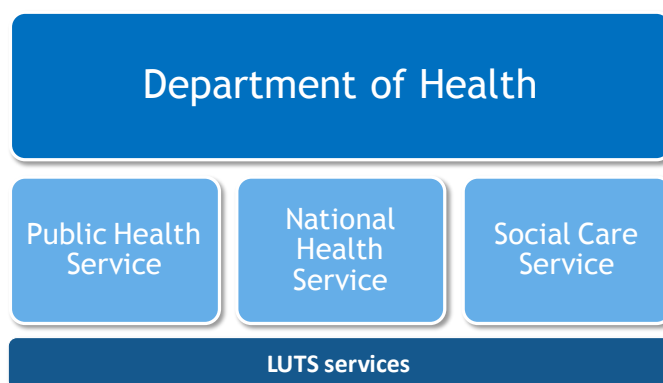 Department of Health
Public Health
Service
National
Health
Service
Social Care
Service
LUTS services